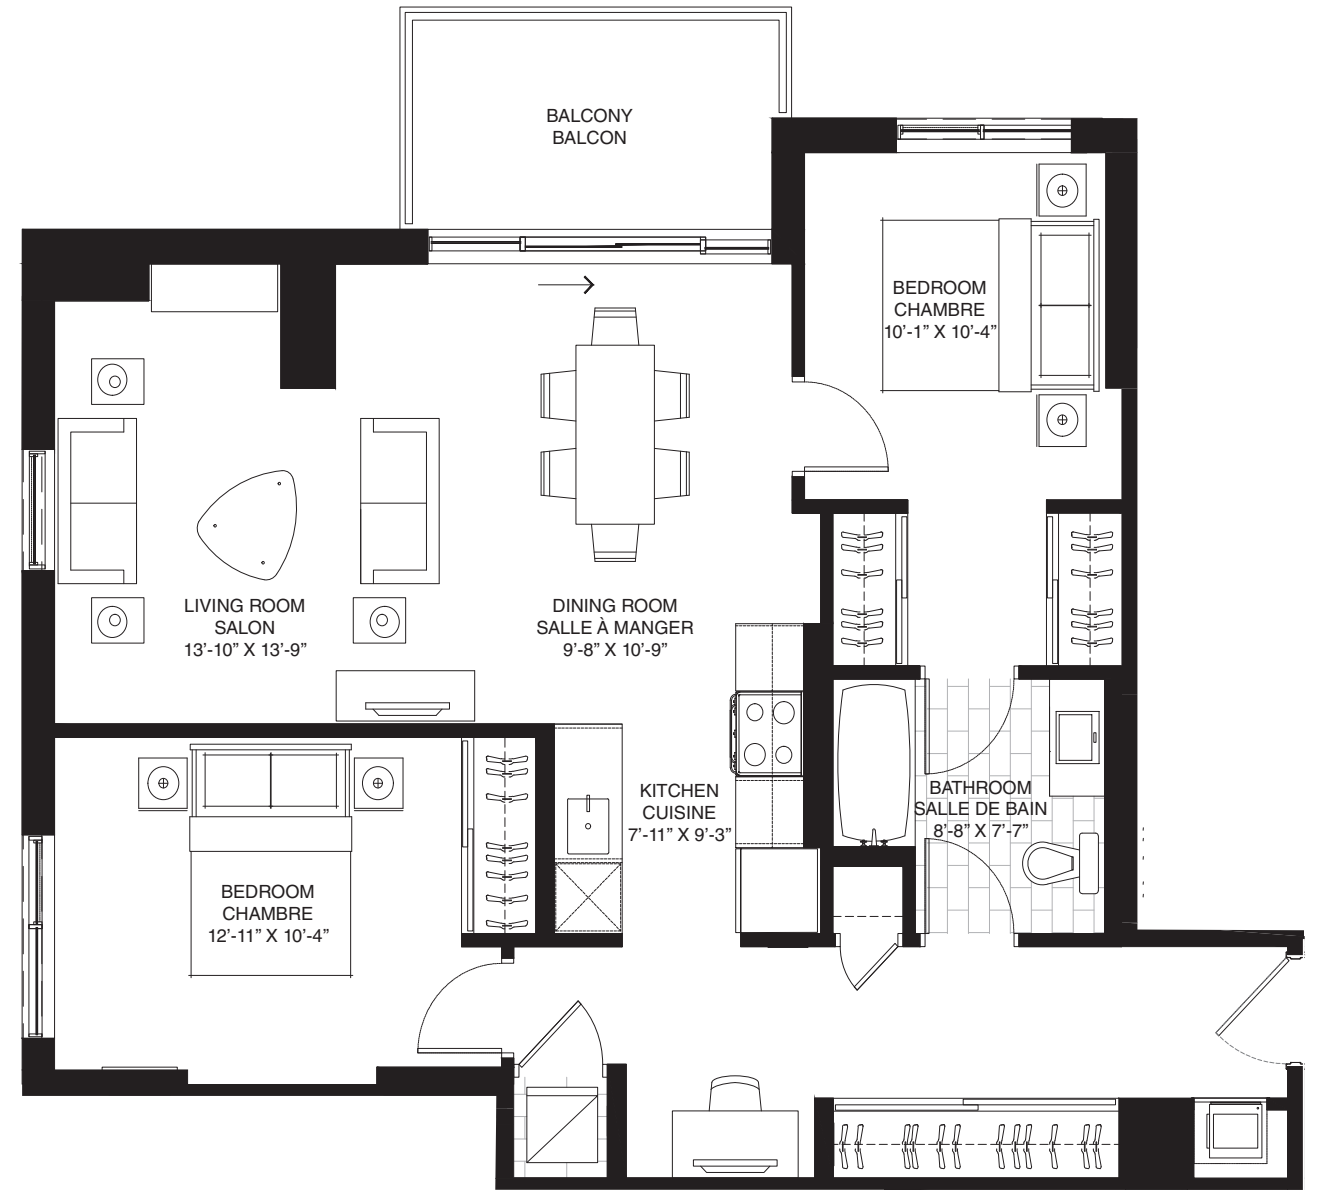 BALCONY
BALCON
BEDROOM
CHAMBRE
10’-1” X 10’-4”
LIVING ROOM
SALON
13’-10” X 13’-9”
DINING ROOM
SALLE À MANGER
9’-8” X 10’-9”
KITCHEN
CUISINE
7’-11” X 9’-3”
BATHROOM
SALLE DE BAIN
8’-8” X 7’-7”
BEDROOM
CHAMBRE
12’-11” X 10’-4”